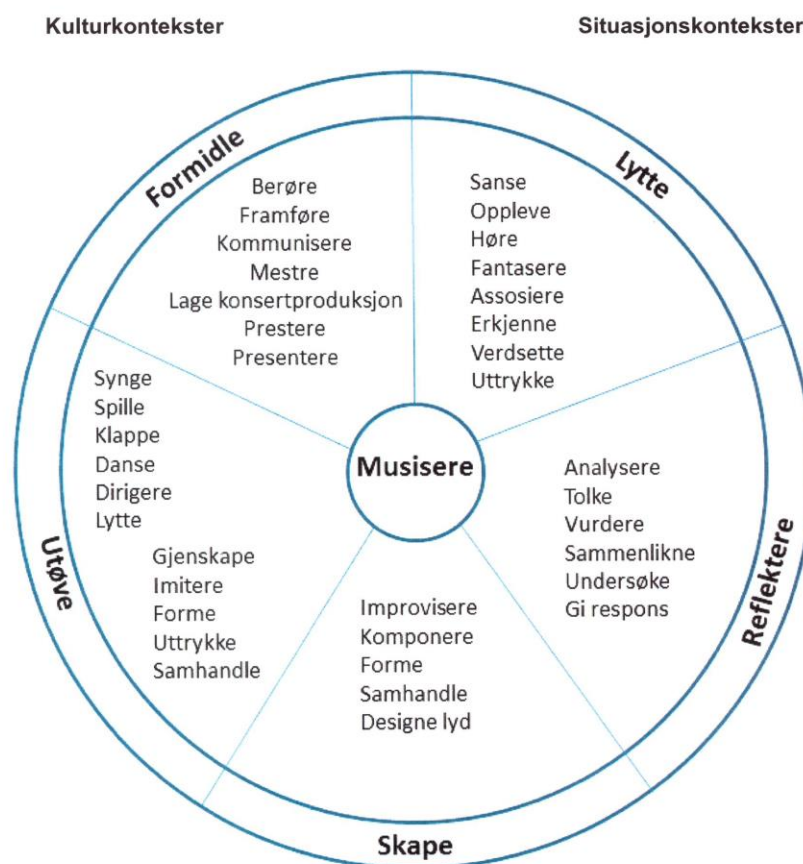 Kulturkontekster
Situasjonskontekster
Formidle
Berøre
Framføre
Kommunisere
Mestre
Lage konsertproduksjon
Prestere
Presentere
Lytte
Sanse
Oppleve
Høre
Fantasere
Assosiere
Erkjenne
Verdsette
Uttrykke
Musisere
Utøve
Synge
Spille
Klappe
Danse
Dirigere
Lytte
Gjenskape
Imitere
Forme
Uttrykke
Samhandle
Skape
Improvisere
Komponere
Forme
Samhandle
Designe lyd
Reflektere
Analysere
Tolke
Vurdere
Sammenlikne
Undersøke
Gi respons